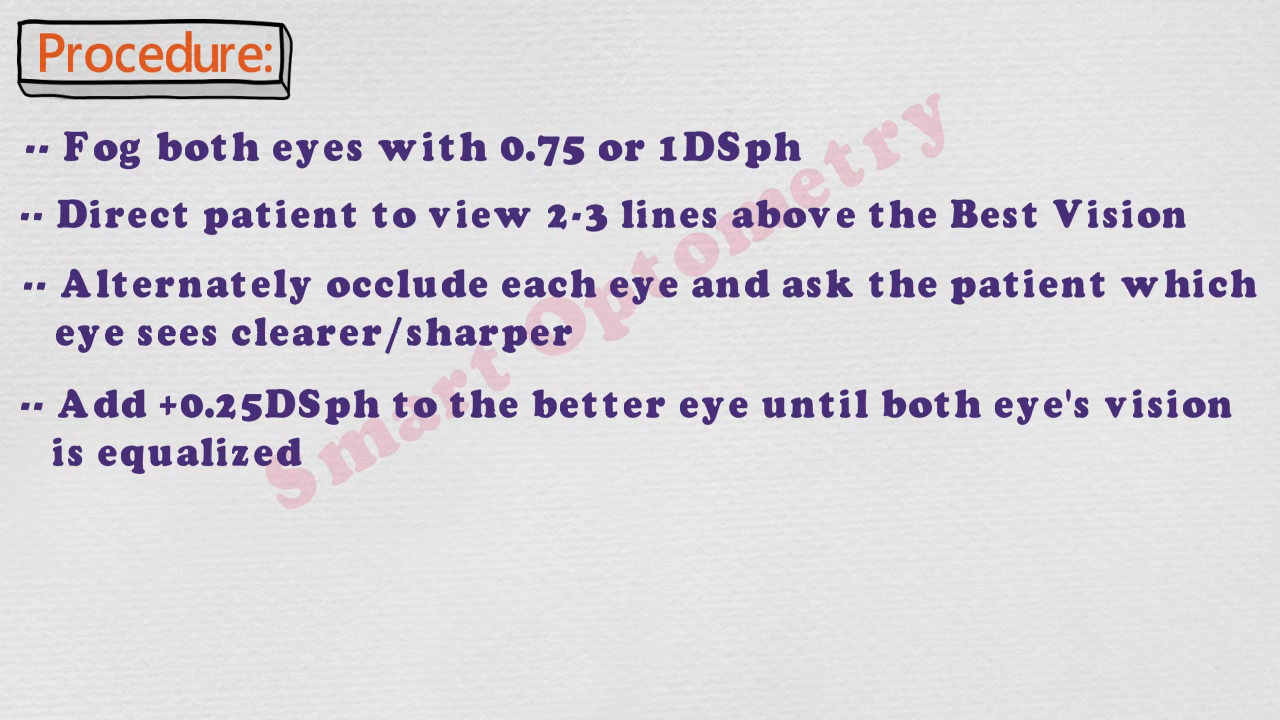 Procedure:
-- Fog both eyes with 0.75 or 1DSph
-- Direct patient to view 2-3 lines above the Best Vision
-- Alternately occlude each eye and ask the patient which
eye sees clearer/sharper
-- Add +0.25DSph to the better eye until both eye's vision
is equalized
Smart Optometry